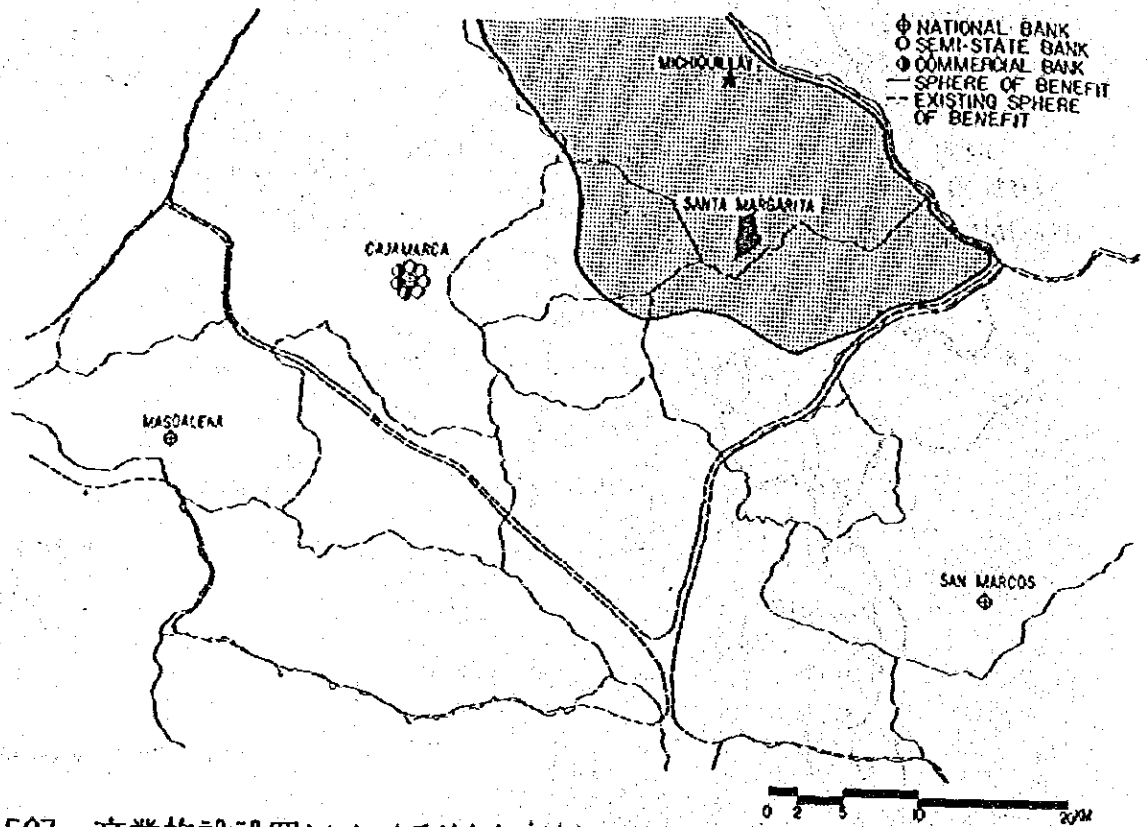 NATIONAL BANK
SEMI-STATE BANK
COMMERCIAL BANK
SPHERE OF BENEFIT
EXISTING SPHERE
OF BENEFIT
MICHIQUILLAY
SANTA MARGARITA
CAJAMARCA
MAGDALENA
SAN MARCOS
0 2 5 10 20KM